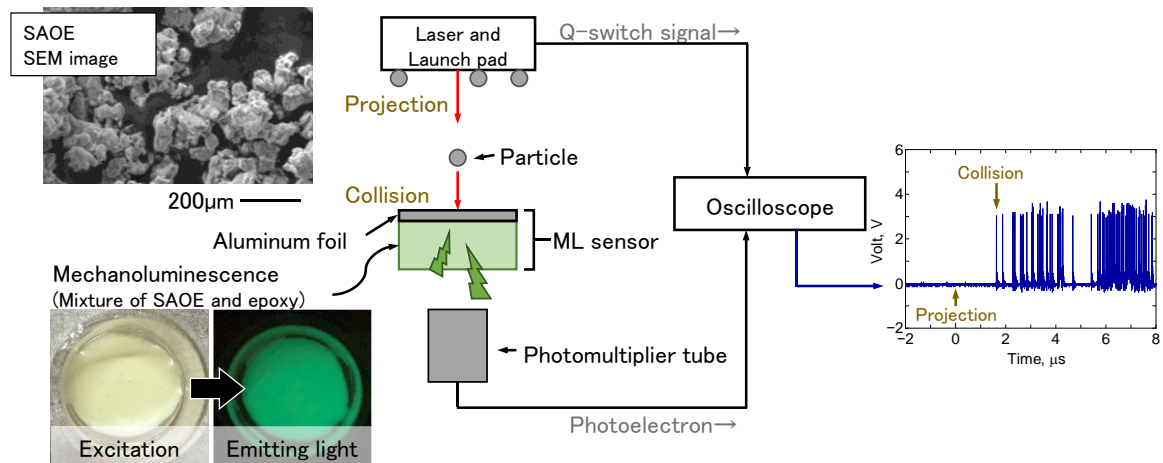 SAOE
SEM image
200μm
Laser and
Launch pad
Q-switch signal→
Projection
Particle
Collision
Aluminum foil
ML sensor
Mechanoluminescence
(Mixture of SAOE and epoxy)
Excitation
Emitting light
Photomultiplier tube
Photoelectron→
Oscilloscope
6
4
2
0
−2
Volt, V
Collision
Projection
−2
0
2
4
6
8
Time, μs